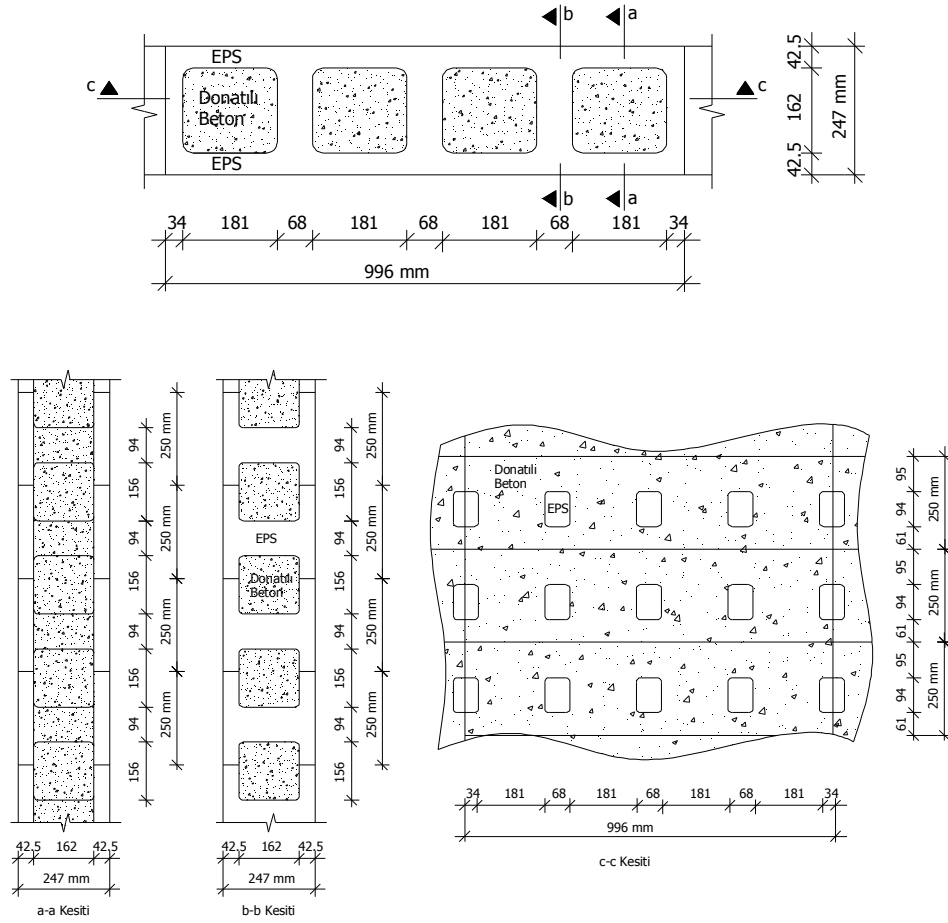 b
a
EPS
c
Donatılı
Beton
EPS
c
b
a
42.5
162
42.5
247 mm
34
181
68
181
68
181
68
181
34
996 mm
94
156
94
156
94
156
94
156
250 mm
250 mm
250 mm
250 mm
42.5
162
42.5
247 mm
a-a Kesiti
EPS
Donatılı
Beton
94
156
94
156
94
156
94
156
250 mm
250 mm
250 mm
250 mm
42.5
162
42.5
247 mm
b-b Kesiti
Donatılı
Beton
EPS
95
94
61
95
94
61
95
94
61
250 mm
250 mm
250 mm
34
181
68
181
68
181
68
181
34
996 mm
c-c Kesiti